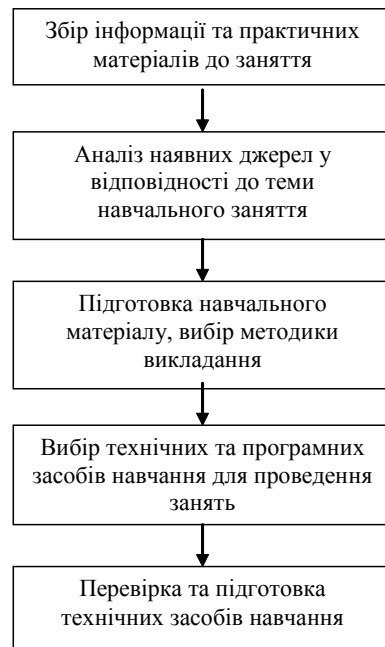 Збір інформації та практичних
матеріалів до заняття
Аналіз наявних джерел у
відповідності до теми
навчального заняття
Підготовка навчального
матеріалу, вибір методики
викладання
Вибір технічних та програмних
засобів навчання для проведення
занять
Перевірка та підготовка
технічних засобів навчання